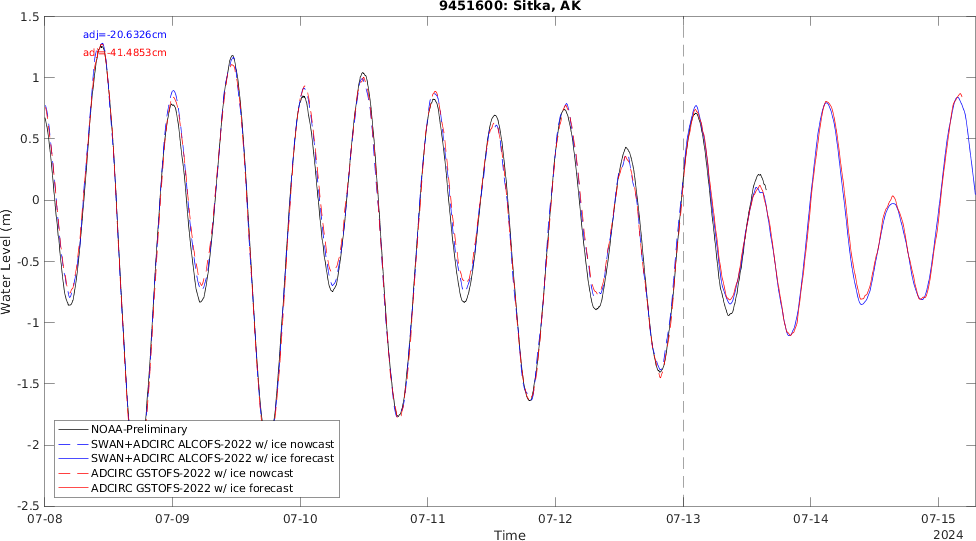 9451600: Sitka, AK
adj=-20.6326cm
adj=-41.4853cm
1.5
1
0.5
0
-0.5
-1
-1.5
-2
-2.5
Water Level (m)
NOAA-Preliminary
SWAN+ADCIRC ALCOFS-2022 w/ ice nowcast
SWAN+ADCIRC ALCOFS-2022 w/ ice forecast
ADCIRC GSTOFS-2022 w/ ice nowcast
ADCIRC GSTOFS-2022 w/ ice forecast
07-08 07-09 07-10 07-11 07-12 07-13 07-14 07-15
Time
2024